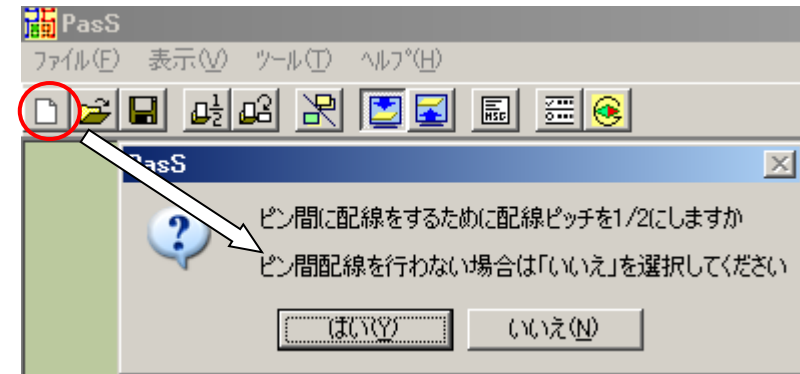 PasS
ファイル(F) 表示(V) ツール(T) ヘルプ(H)
MSG
PasS
ピン間に配線をするために配線ピッチを1/2にしますか
ピン間配線を行わない場合は「いいえ」を選択してください
はい(Y) いいえ(N)